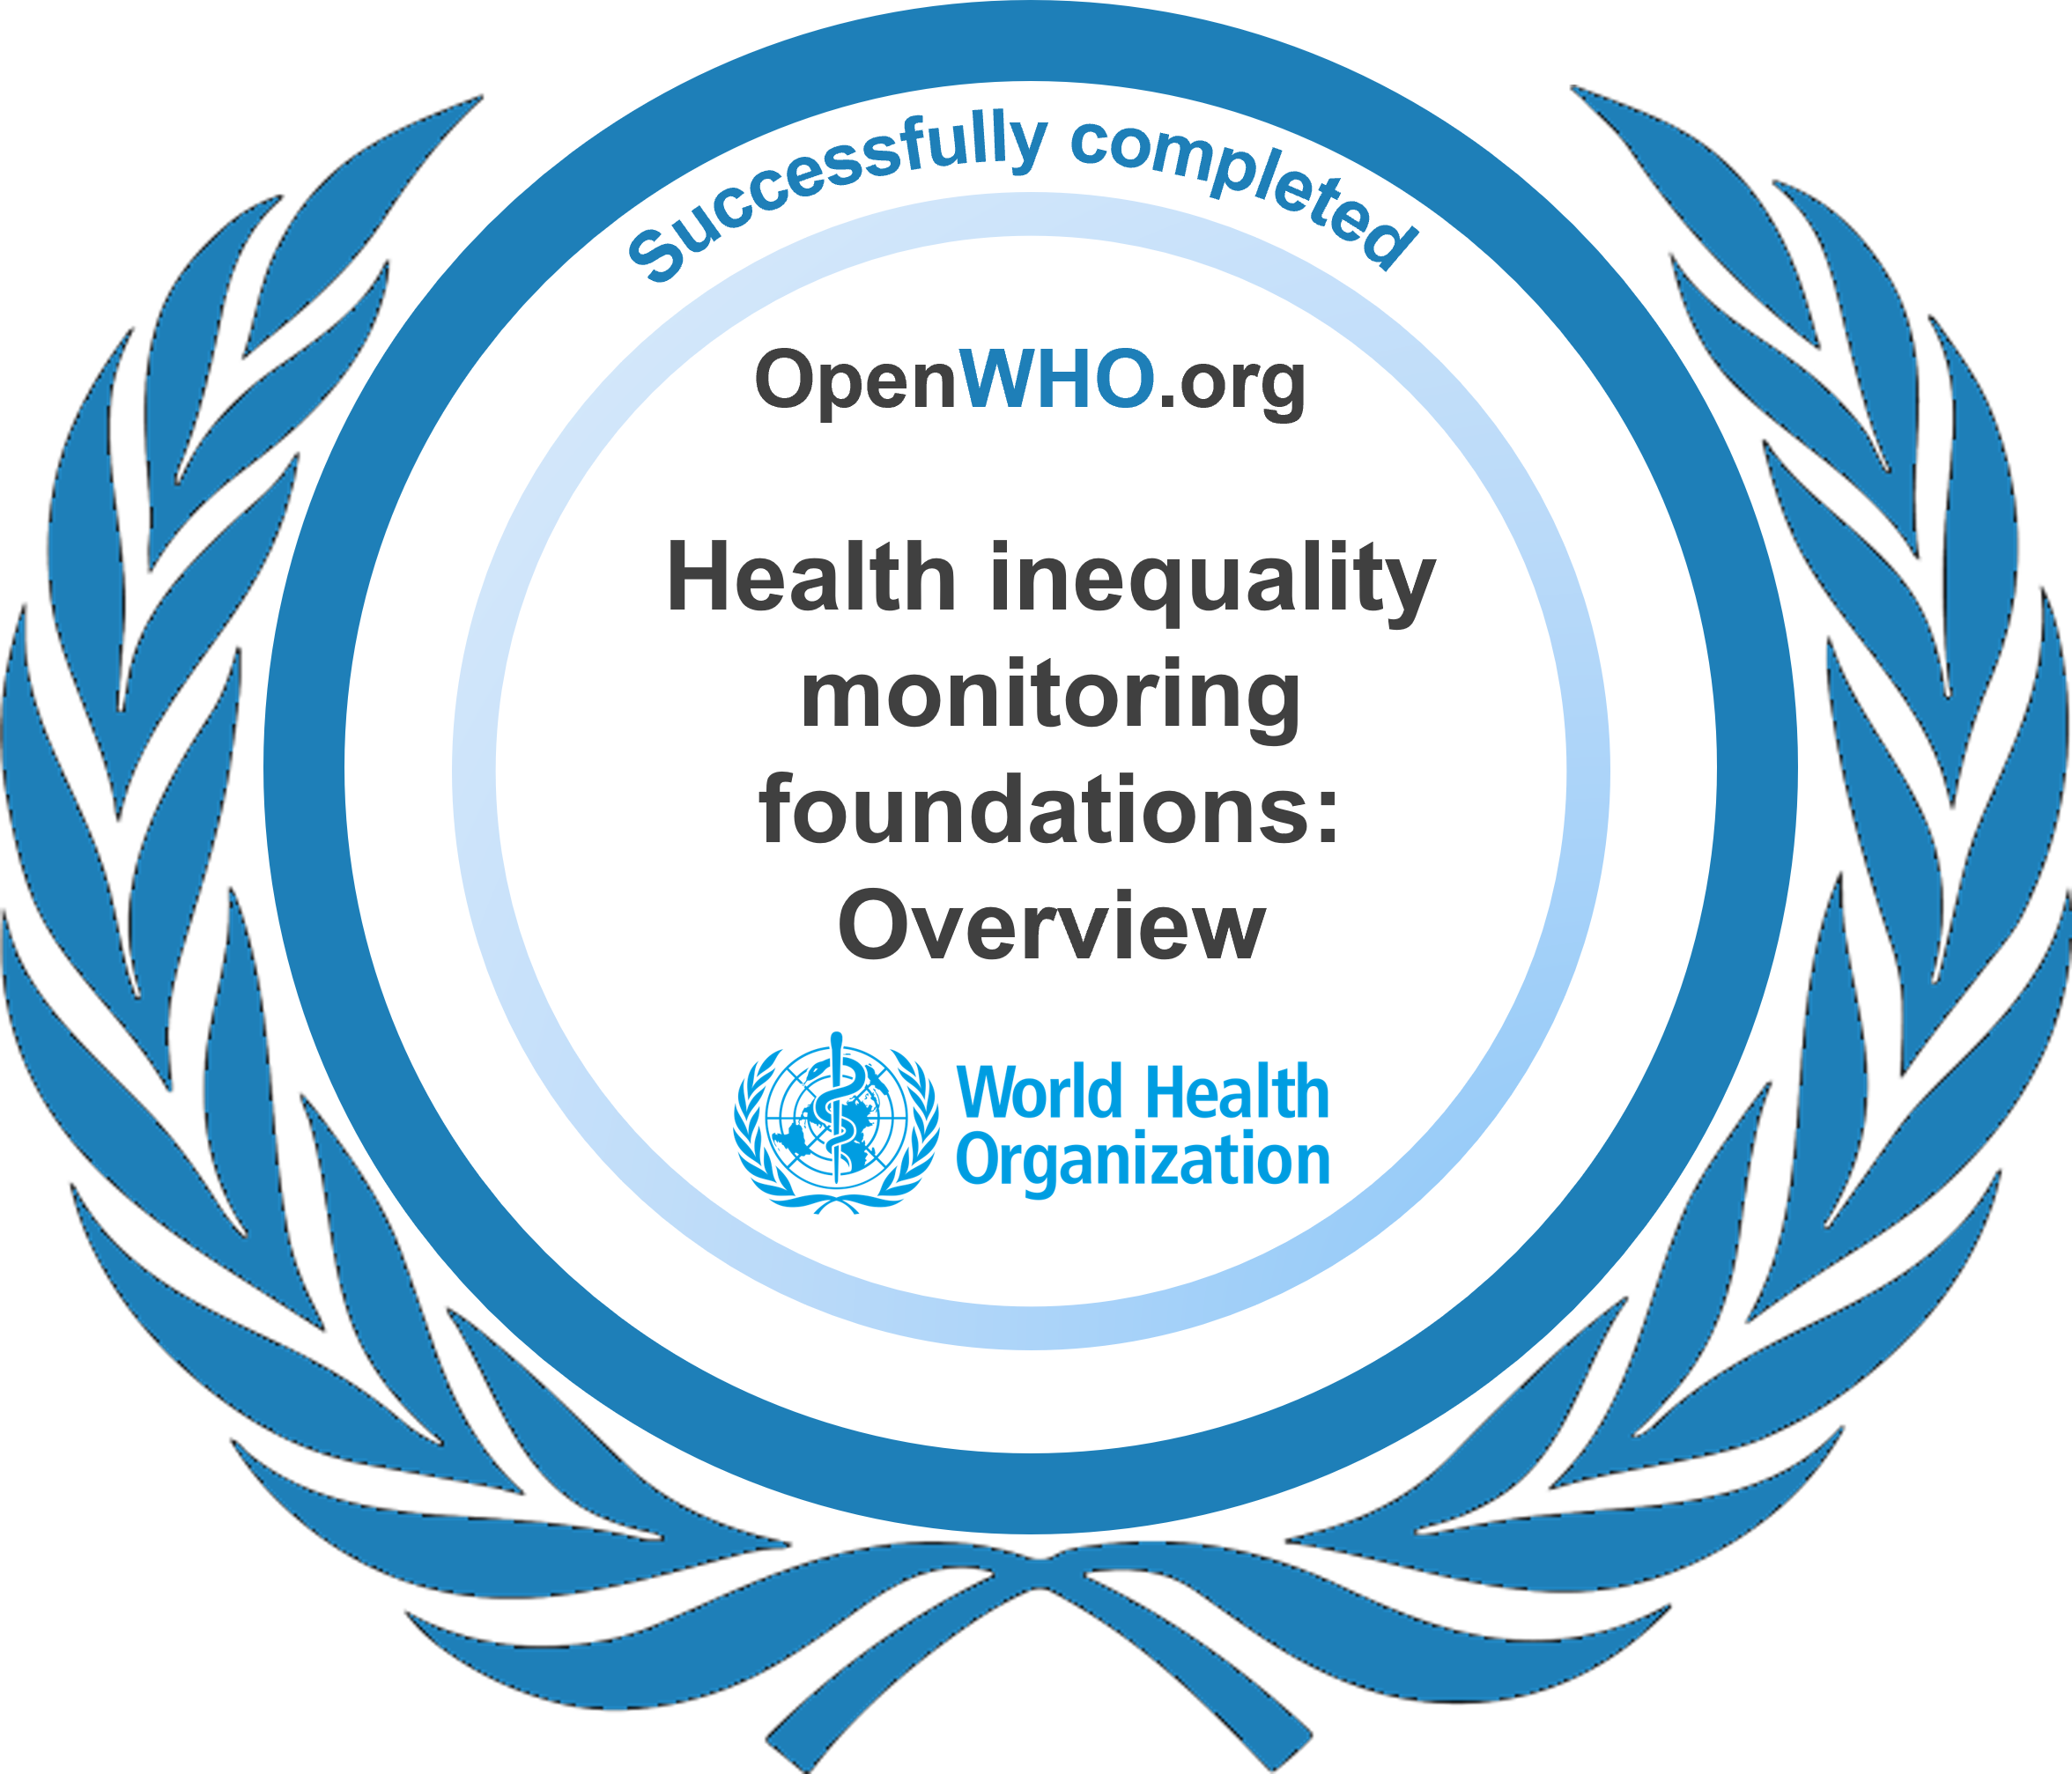 Successfully completed
OpenWHO.org
Health inequality
monitoring
foundations:
Overview
World Health
Organization